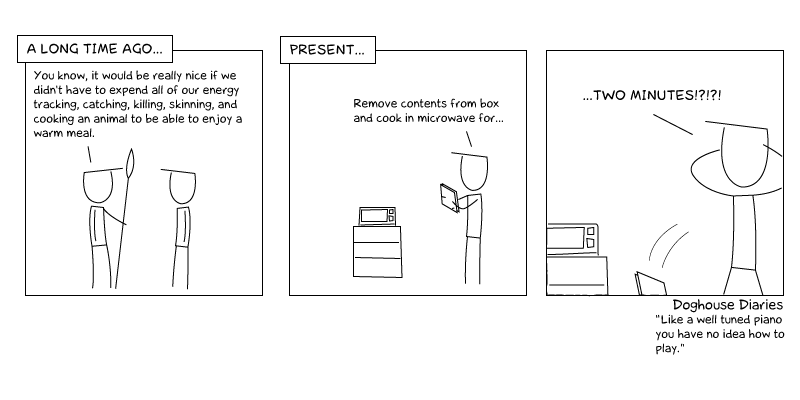 A LONG TIME AGO...
You know, it would be really nice if we
didn't have to expend all of our energy
tracking, catching, killing, skinning, and
cooking an animal to be able to enjoy a
warm meal.
PRESENT...
Remove contents from box
and cook in microwave for...
...TWO MINUTES!?!?!
Doghouse Diaries
"Like a well tuned piano
you have no idea how to
play."